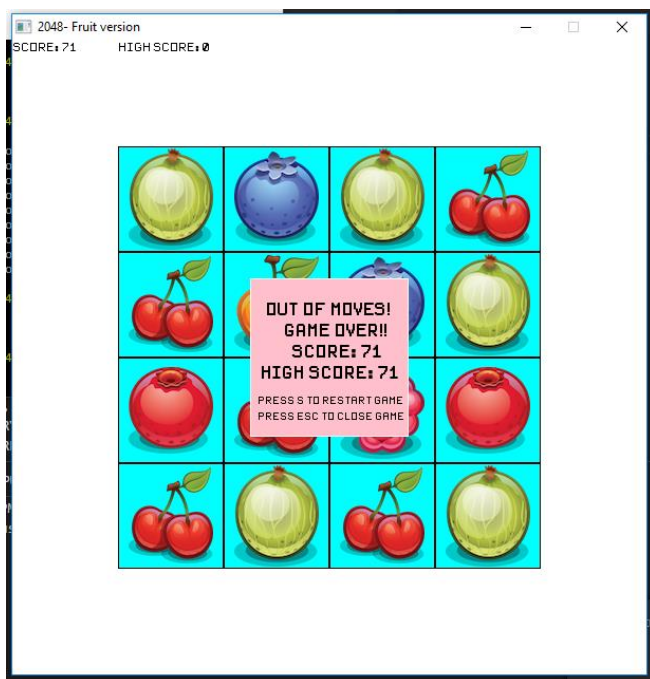 2048- Fruit version
SCORE: 71 HIGH SCORE: 0
OUT OF MOVES!
GAME OVER!!
SCORE: 71
HIGH SCORE: 71
PRESS S TO RESTART GAME
PRESS ESC TO CLOSE GAME